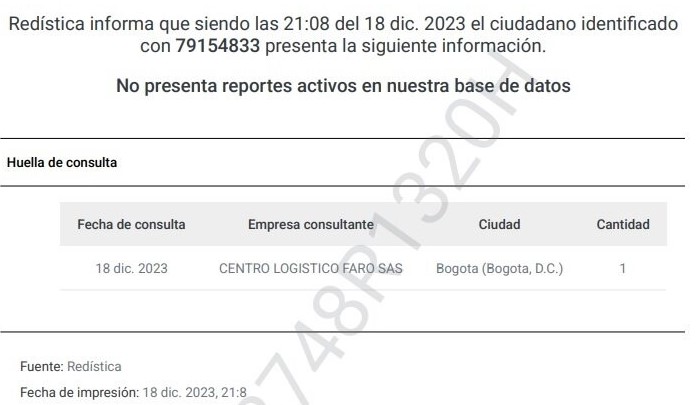 Redística informa que siendo las 21:08 del 18 dic. 2023 el ciudadano identificado
con 79154833 presenta la siguiente información.
No presenta reportes activos en nuestra base de datos
Huella de consulta
Fecha de consulta Empresa consultante Ciudad Cantidad
18 dic. 2023 CENTRO LOGISTICO FARO SAS Bogota (Bogota, D.C.) 1
Fuente: Redística
Fecha de impresión: 18 dic. 2023, 21:8
748R1320H